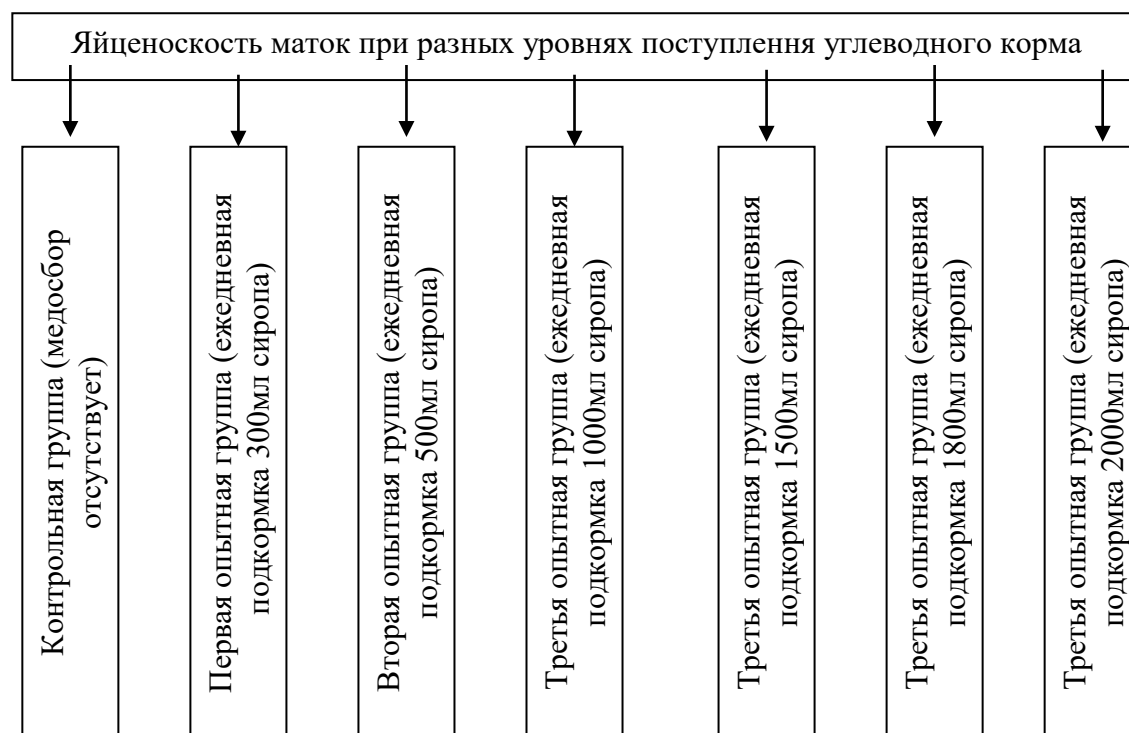 Яйценоскость маток при разных уровнях поступлення углеводного корма
Контрольная группа (медосбор
отсутствует)
Первая опытная группа (ежедневная
подкормка 300мл сиропа)
Вторая опытная группа (ежедневная
подкормка 500мл сиропа)
Третья опытная группа (ежедневная
подкормка 1000мл сиропа)
Третья опытная группа (ежедневная
подкормка 1500мл сиропа)
Третья опытная группа (ежедневная
подкормка 1800мл сиропа)
Третья опытная группа (ежедневная
подкормка 2000мл сиропа)